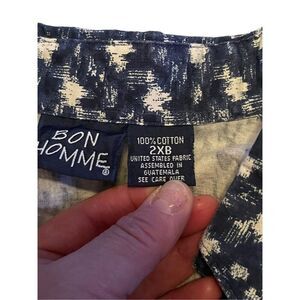 BON
HOMME®
100% COTTON
2XB
UNITED STATES FABRIC
ASSEMBLED IN
GUATEMALA
SEE CARE OVER